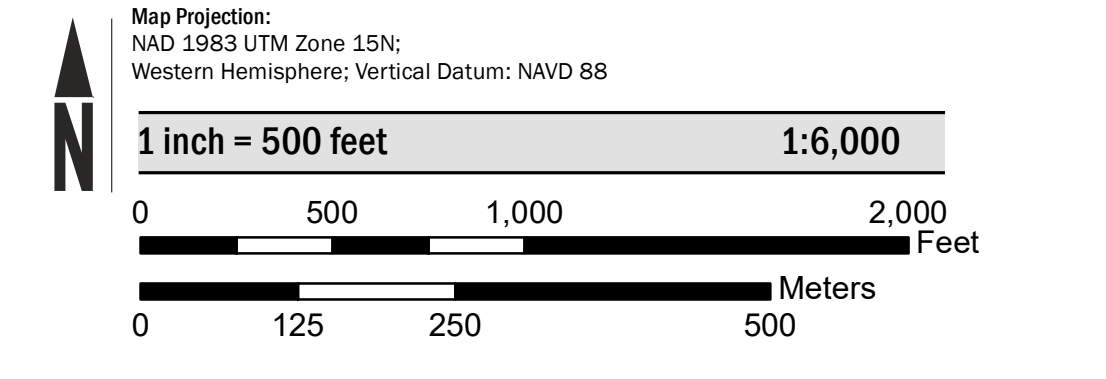 Map Projection:
NAD 1983 UTM Zone 15N;
Western Hemisphere; Vertical Datum: NAVD 88
N
1 inch = 500 feet 1:6,000
0 500 1,000 2,000
Feet
Meters
0 125 250 500